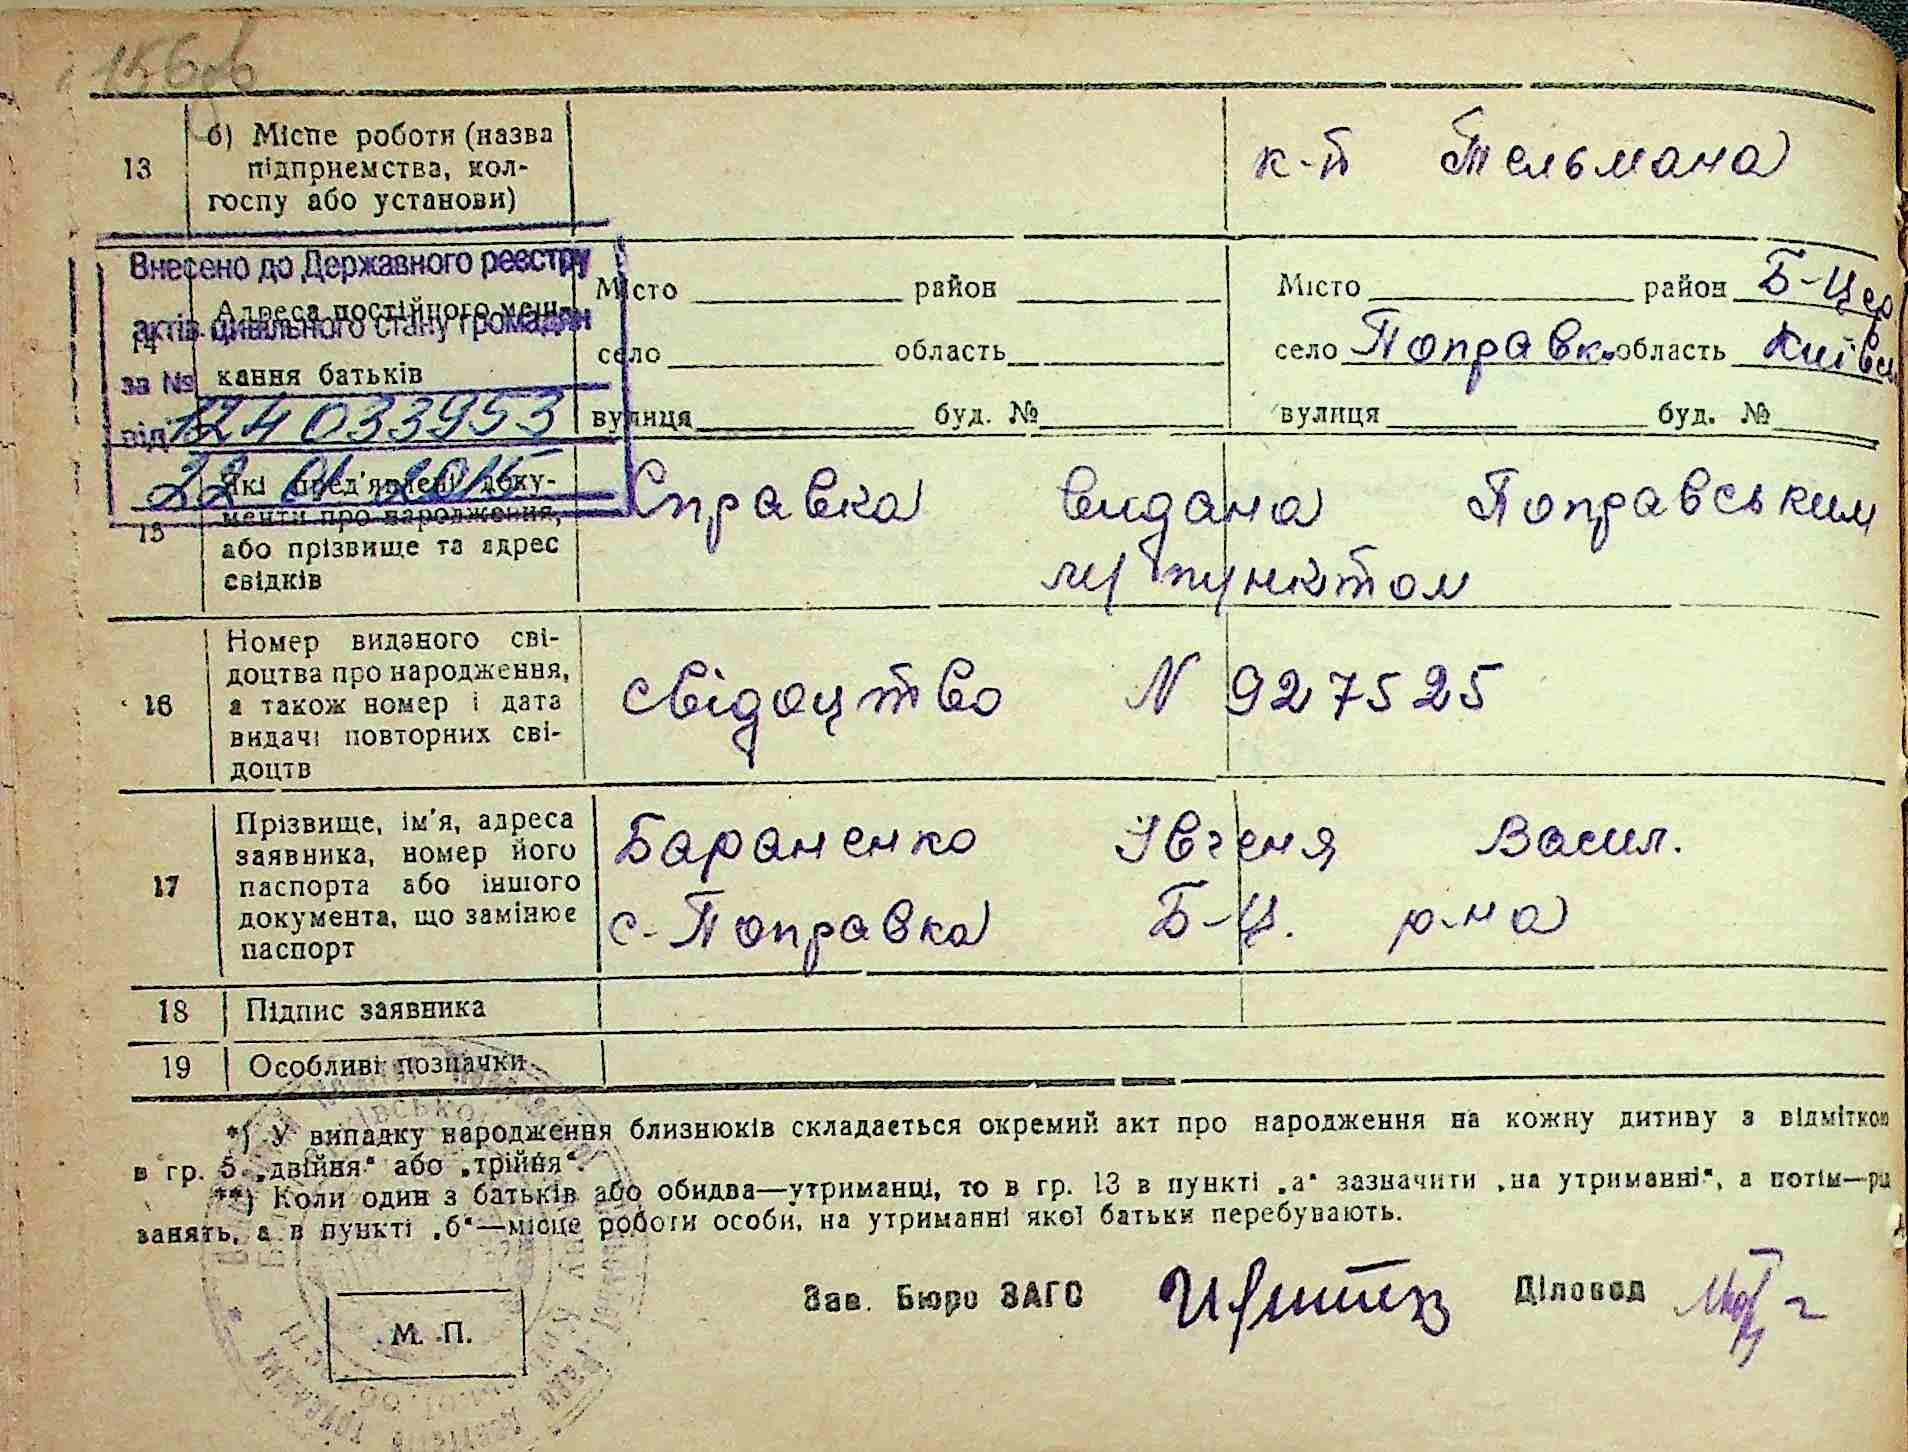 156 зв
13
б) Місце роботи (назва
підприємства, кол-
госпу або установи)
к-п Тельмана
Внесено до Державного реєстру
актів цивільного стану громадян
за №
від 124033953
22 01 2015
14
Адреса постійного меш-
кання батьків
Місто район
село область
вулиця буд. №
Місто район Б-Цер
село Поправка область Київськ
вулиця буд. №
15
Які пред'явлені доку-
менти про народження,
або прізвище та адрес
свідків
Справка видана Поправським
пунктом
16
Номер виданого сві-
доцтва про народження,
а також номер і дата
видачі повторних сві-
доцтв
свідоцтво N 927525
17
Прізвище, ім'я, адреса
заявника, номер його
паспорта або іншого
документа, що замінює
паспорт
Бараненко Івгеня Васил.
с-Поправка Б-Ц. р-на
18 Підпис заявника
19 Особливі позначки
*) У випадку народження близнюків складається окремий акт про народження на кожну дитину з відміткою
в гр. 5 „двійня“ або „трійня“.
**) Коли один з батьків або обидва—утриманці, то в гр. 13 в пункті „а“ зазначити „на утриманні“, а потім—рід
занять, а в пункті „б“—місце роботи особи, на утриманні якої батьки перебувають.
Зав. Бюро ЗАГС Діловод
М. П.